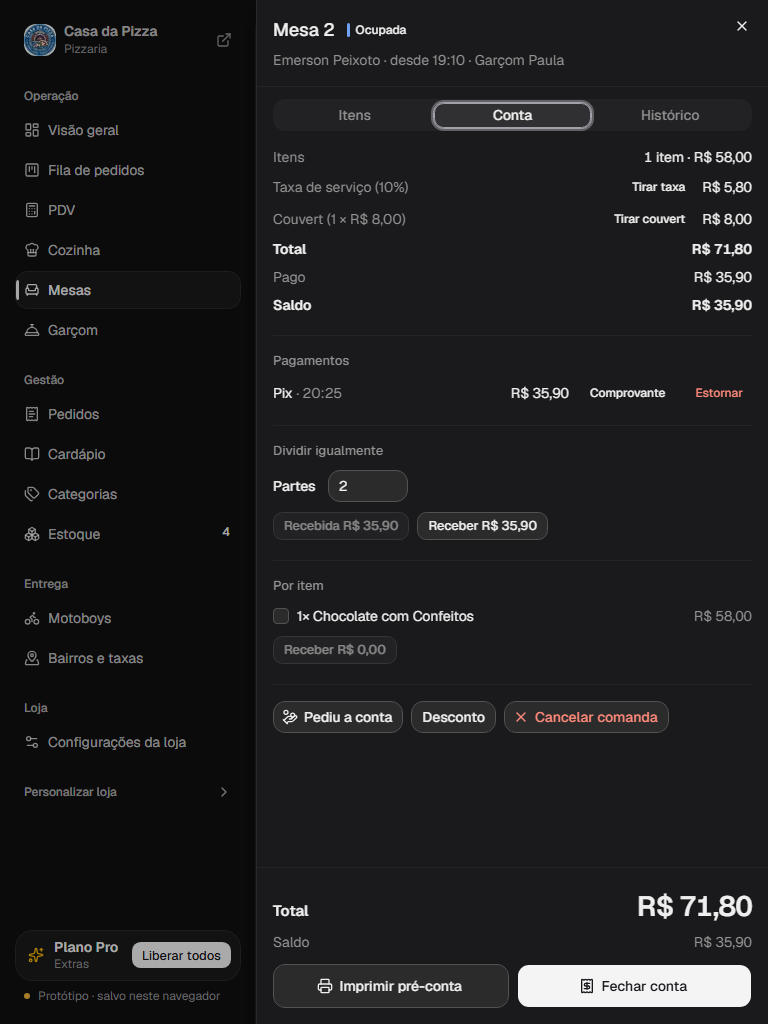 Casa da Pizza
Pizzaria
Operação
Visão geral
Fila de pedidos
PDV
Cozinha
Mesas
Garçom
Gestão
Pedidos
Cardápio
Categorias
Estoque 4
Entrega
Motoboys
Bairros e taxas
Loja
Configurações da loja
Personalizar loja
Plano Pro
Extras
Liberar todos
Protótipo · salvo neste navegador
Mesa 2 Ocupada
Emerson Peixoto · desde 19:10 · Garçom Paula
Itens Conta Histórico
Itens 1 item · R$ 58,00
Taxa de serviço (10%) Tirar taxa R$ 5,80
Couvert (1 × R$ 8,00) Tirar couvert R$ 8,00
Total R$ 71,80
Pago R$ 35,90
Saldo R$ 35,90
Pagamentos
Pix · 20:25 R$ 35,90 Comprovante Estornar
Dividir igualmente
Partes 2
Recebida R$ 35,90 Receber R$ 35,90
Por item
1× Chocolate com Confeitos R$ 58,00
Receber R$ 0,00
Pediu a conta Desconto Cancelar comanda
Total R$ 71,80
Saldo R$ 35,90
Imprimir pré-conta Fechar conta